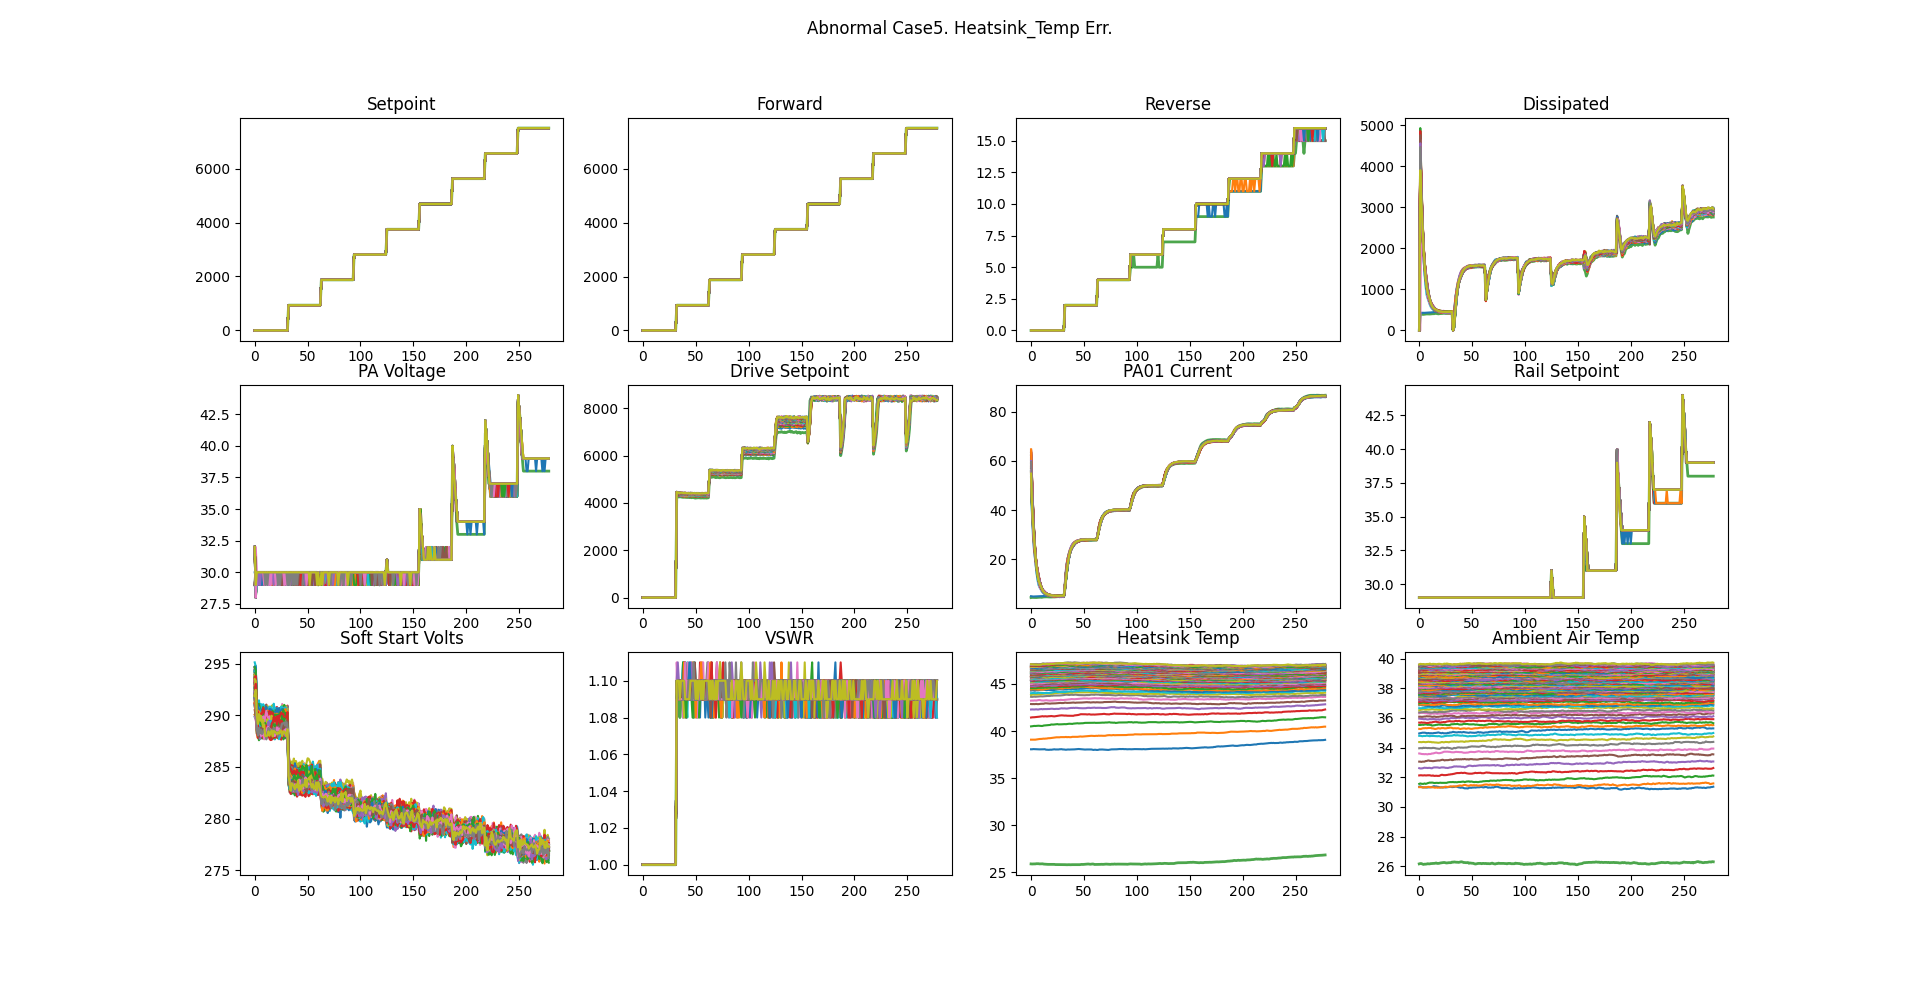 Abnormal Case5. Heatsink_Temp Err.
Setpoint
6000
4000
2000
0
0 50 100 150 200 250
Forward
6000
4000
2000
0
0 50 100 150 200 250
Reverse
15.0
12.5
10.0
7.5
5.0
2.5
0.0
0 50 100 150 200 250
Dissipated
5000
4000
3000
2000
1000
0
0 50 100 150 200 250
PA Voltage
42.5
40.0
37.5
35.0
32.5
30.0
27.5
0 50 100 150 200 250
Drive Setpoint
8000
6000
4000
2000
0
0 50 100 150 200 250
PA01 Current
80
60
40
20
0 50 100 150 200 250
Rail Setpoint
42.5
40.0
37.5
35.0
32.5
30.0
0 50 100 150 200 250
Soft Start Volts
295
290
285
280
275
0 50 100 150 200 250
VSWR
1.10
1.08
1.06
1.04
1.02
1.00
0 50 100 150 200 250
Heatsink Temp
45
40
35
30
25
0 50 100 150 200 250
Ambient Air Temp
40
38
36
34
32
30
28
26
0 50 100 150 200 250